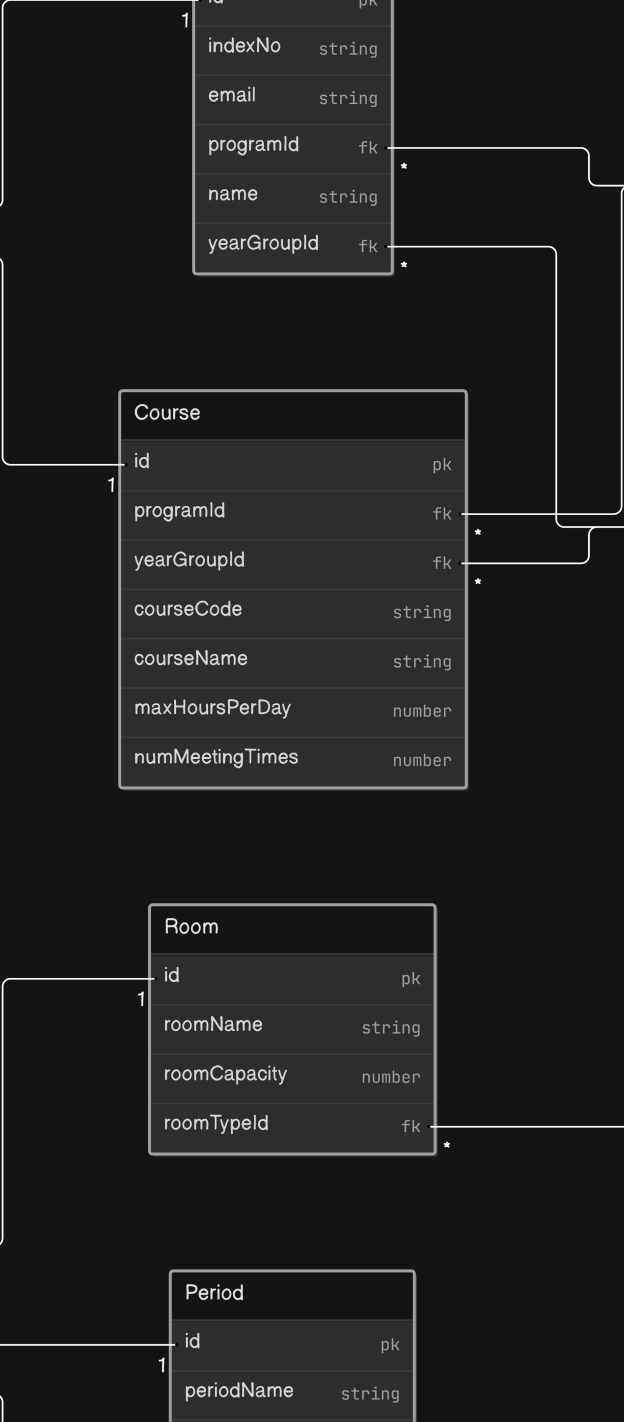 id pk
1
indexNo string
email string
programId fk
*
name string
yearGroupId fk
*
Course
id pk
1
programId fk
*
yearGroupId fk
*
courseCode string
courseName string
maxHoursPerDay number
numMeetingTimes number
Room
id pk
1
roomName string
roomCapacity number
roomTypeId fk
*
Period
id pk
1
periodName string